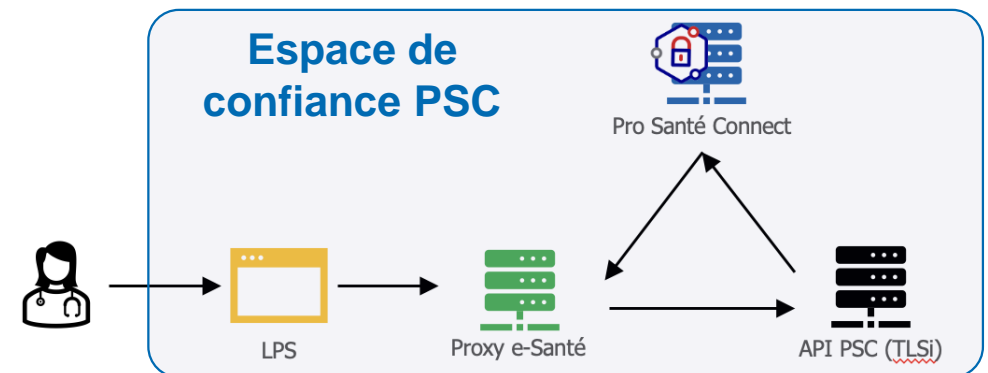 Espace de
confiance PSC
Pro Santé Connect
LPS
Proxy e-Santé
API PSC (TLSi)